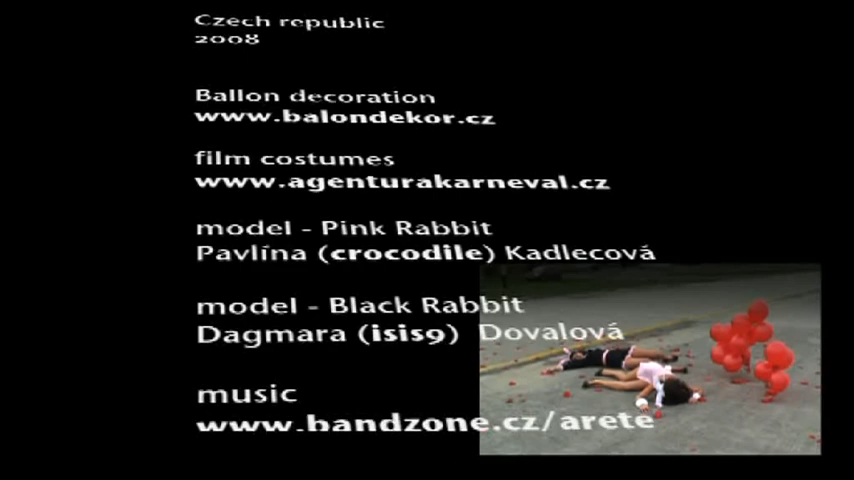 Czech republic
2008
Ballon decoration
www.balondekor.cz
film costumes
www.agenturakarneval.cz
model - Pink Rabbit
Pavlína (crocodile) Kadlecová
model - Black Rabbit
Dagmara (isis9) Dovalová
music
www.bandzone.cz/arete